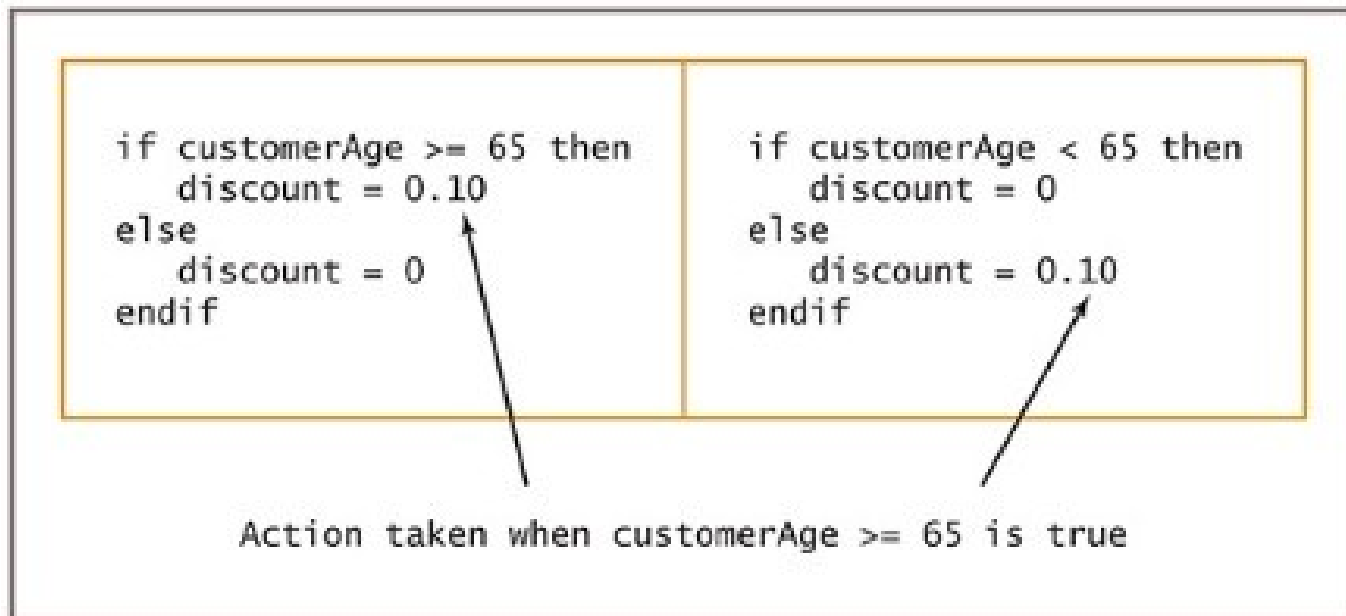 if customerAge >= 65 then
   discount = 0.10
else
   discount = 0
endif
if customerAge < 65 then
   discount = 0
else
   discount = 0.10
endif
Action taken when customerAge >= 65 is true